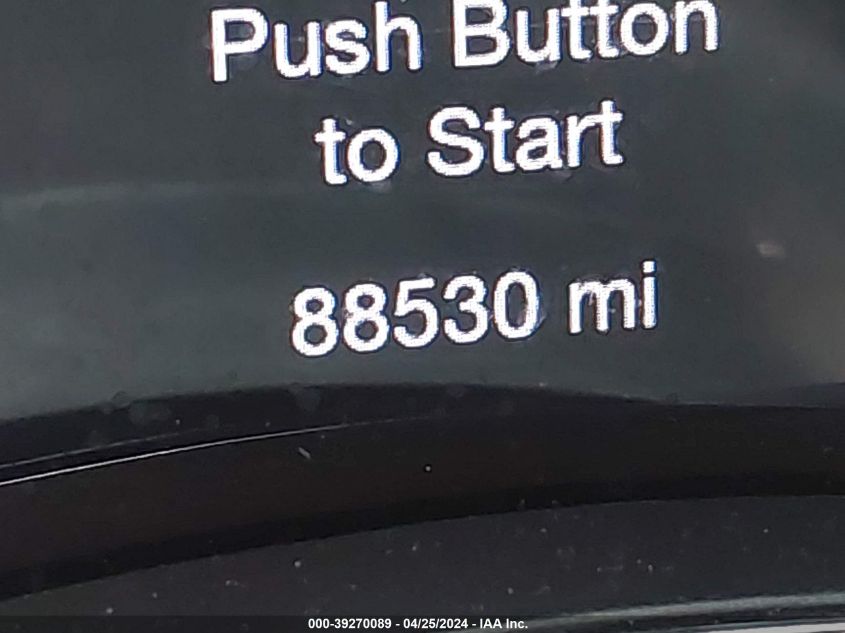 Push Button
to Start
88530 mi
000-39270089 - 04/25/2024 - IAA Inc.